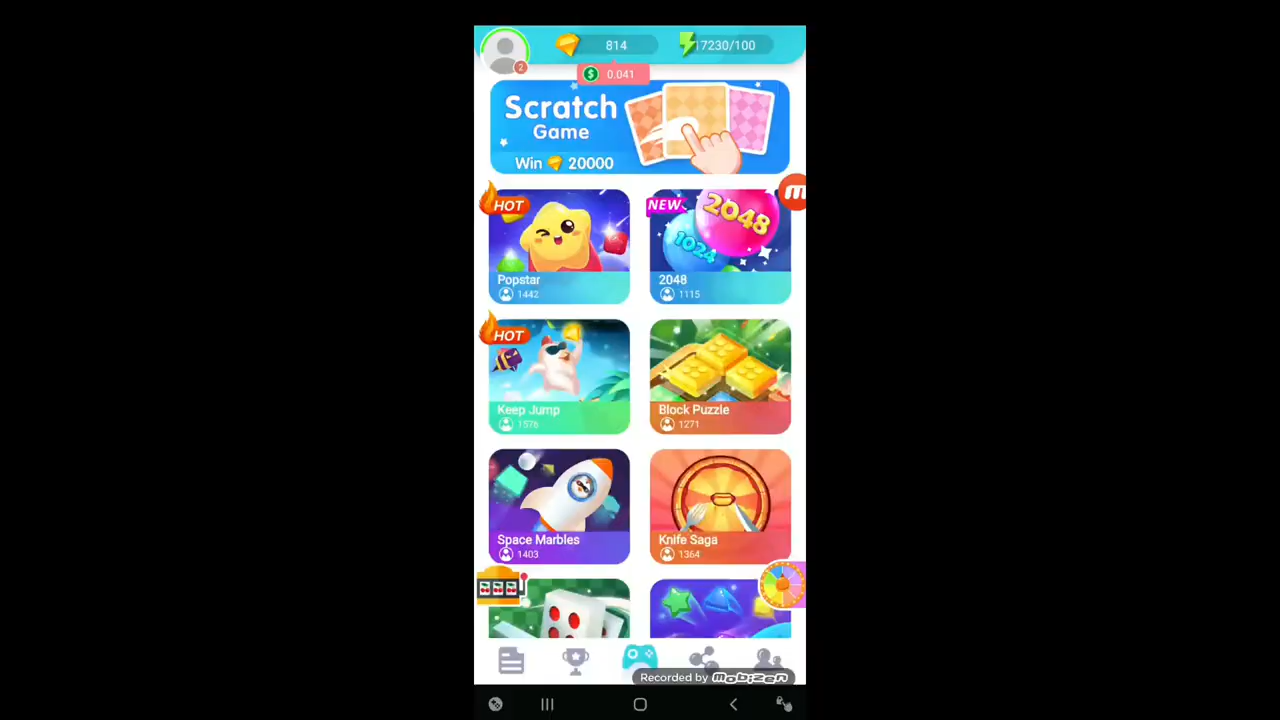 814
17230/100
2
$ 0.041
Scratch
Game
Win 20000
HOT
NEW
2048
1024
Popstar
1442
2048
1115
HOT
Keep Jump
1576
Block Puzzle
1271
Space Marbles
1403
Knife Saga
1364
Recorded by Mobizen